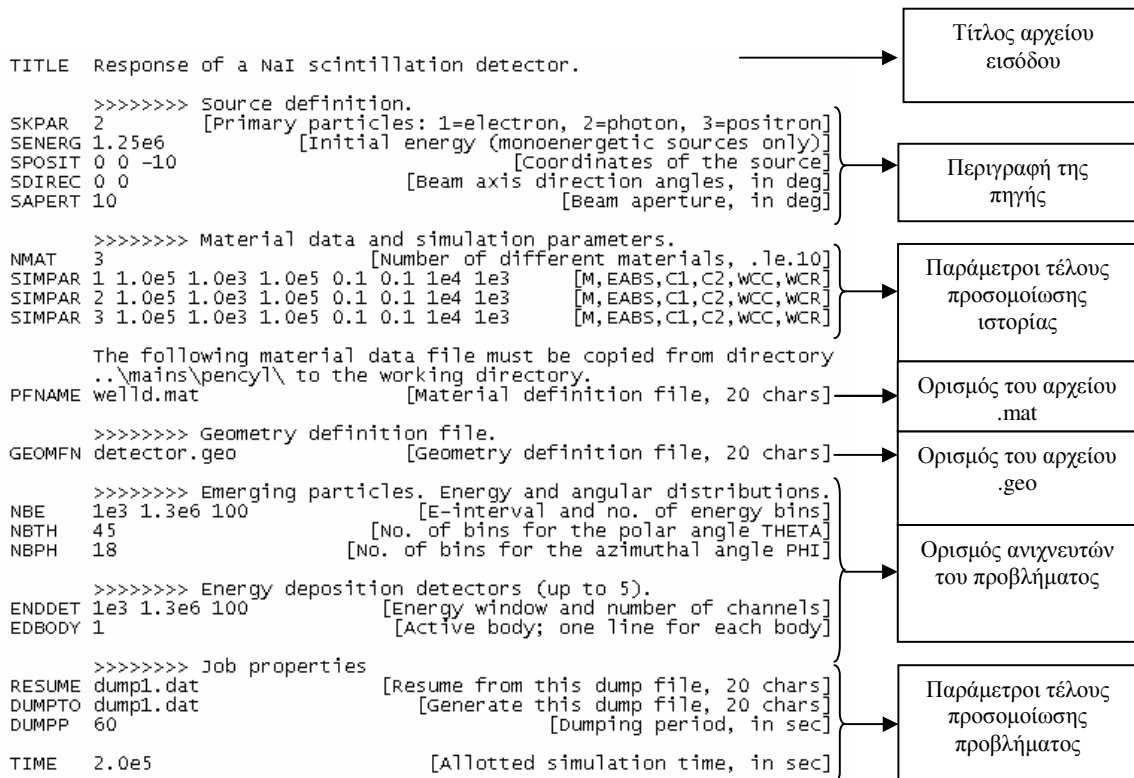 TITLE Response of a NaI scintillation detector.
Τίτλος αρχείου
εισόδου
>>>>>>>> Source definition.
SKPAR 2 [Primary particles: 1=electron, 2=photon, 3=positron]
SENERG 1.25e6 [Initial energy (monoenergetic sources only)]
SPOSIT 0 0 -10 [Coordinates of the source]
SDIREC 0 0 [Beam axis direction angles, in deg]
SAPERT 10 [Beam aperture, in deg]
Περιγραφή της
πηγής
>>>>>>>> Material data and simulation parameters.
NMAT 3 [Number of different materials, .le.10]
SIMPAR 1 1.0e5 1.0e3 1.0e5 0.1 0.1 1e4 1e3 [M,EABS,C1,C2,WCC,WCR]
SIMPAR 2 1.0e5 1.0e3 1.0e5 0.1 0.1 1e4 1e3 [M,EABS,C1,C2,WCC,WCR]
SIMPAR 3 1.0e5 1.0e3 1.0e5 0.1 0.1 1e4 1e3 [M,EABS,C1,C2,WCC,WCR]
Παράμετροι τέλους
προσομοίωσης
ιστορίας
The following material data file must be copied from directory
..\mains\pencyl\ to the working directory.
PFNAME welld.mat [Material definition file, 20 chars]
Ορισμός του αρχείου
.mat
>>>>>>>> Geometry definition file.
GEOMFN detector.geo [Geometry definition file, 20 chars]
Ορισμός του αρχείου
.geo
>>>>>>>> Emerging particles. Energy and angular distributions.
NBE 1e3 1.3e6 100 [E-interval and no. of energy bins]
NBTH 45 [No. of bins for the polar angle THETA]
NBPH 18 [No. of bins for the azimuthal angle PHI]
>>>>>>>> Energy deposition detectors (up to 5).
ENDDET 1e3 1.3e6 100 [Energy window and number of channels]
EDBODY 1 [Active body; one line for each body]
Ορισμός ανιχνευτών
του προβλήματος
>>>>>>>> Job properties
RESUME dump1.dat [Resume from this dump file, 20 chars]
DUMPTO dump1.dat [Generate this dump file, 20 chars]
DUMPP 60 [Dumping period, in sec]
TIME 2.0e5 [Allotted simulation time, in sec]
Παράμετροι τέλους
προσομοίωσης
προβλήματος